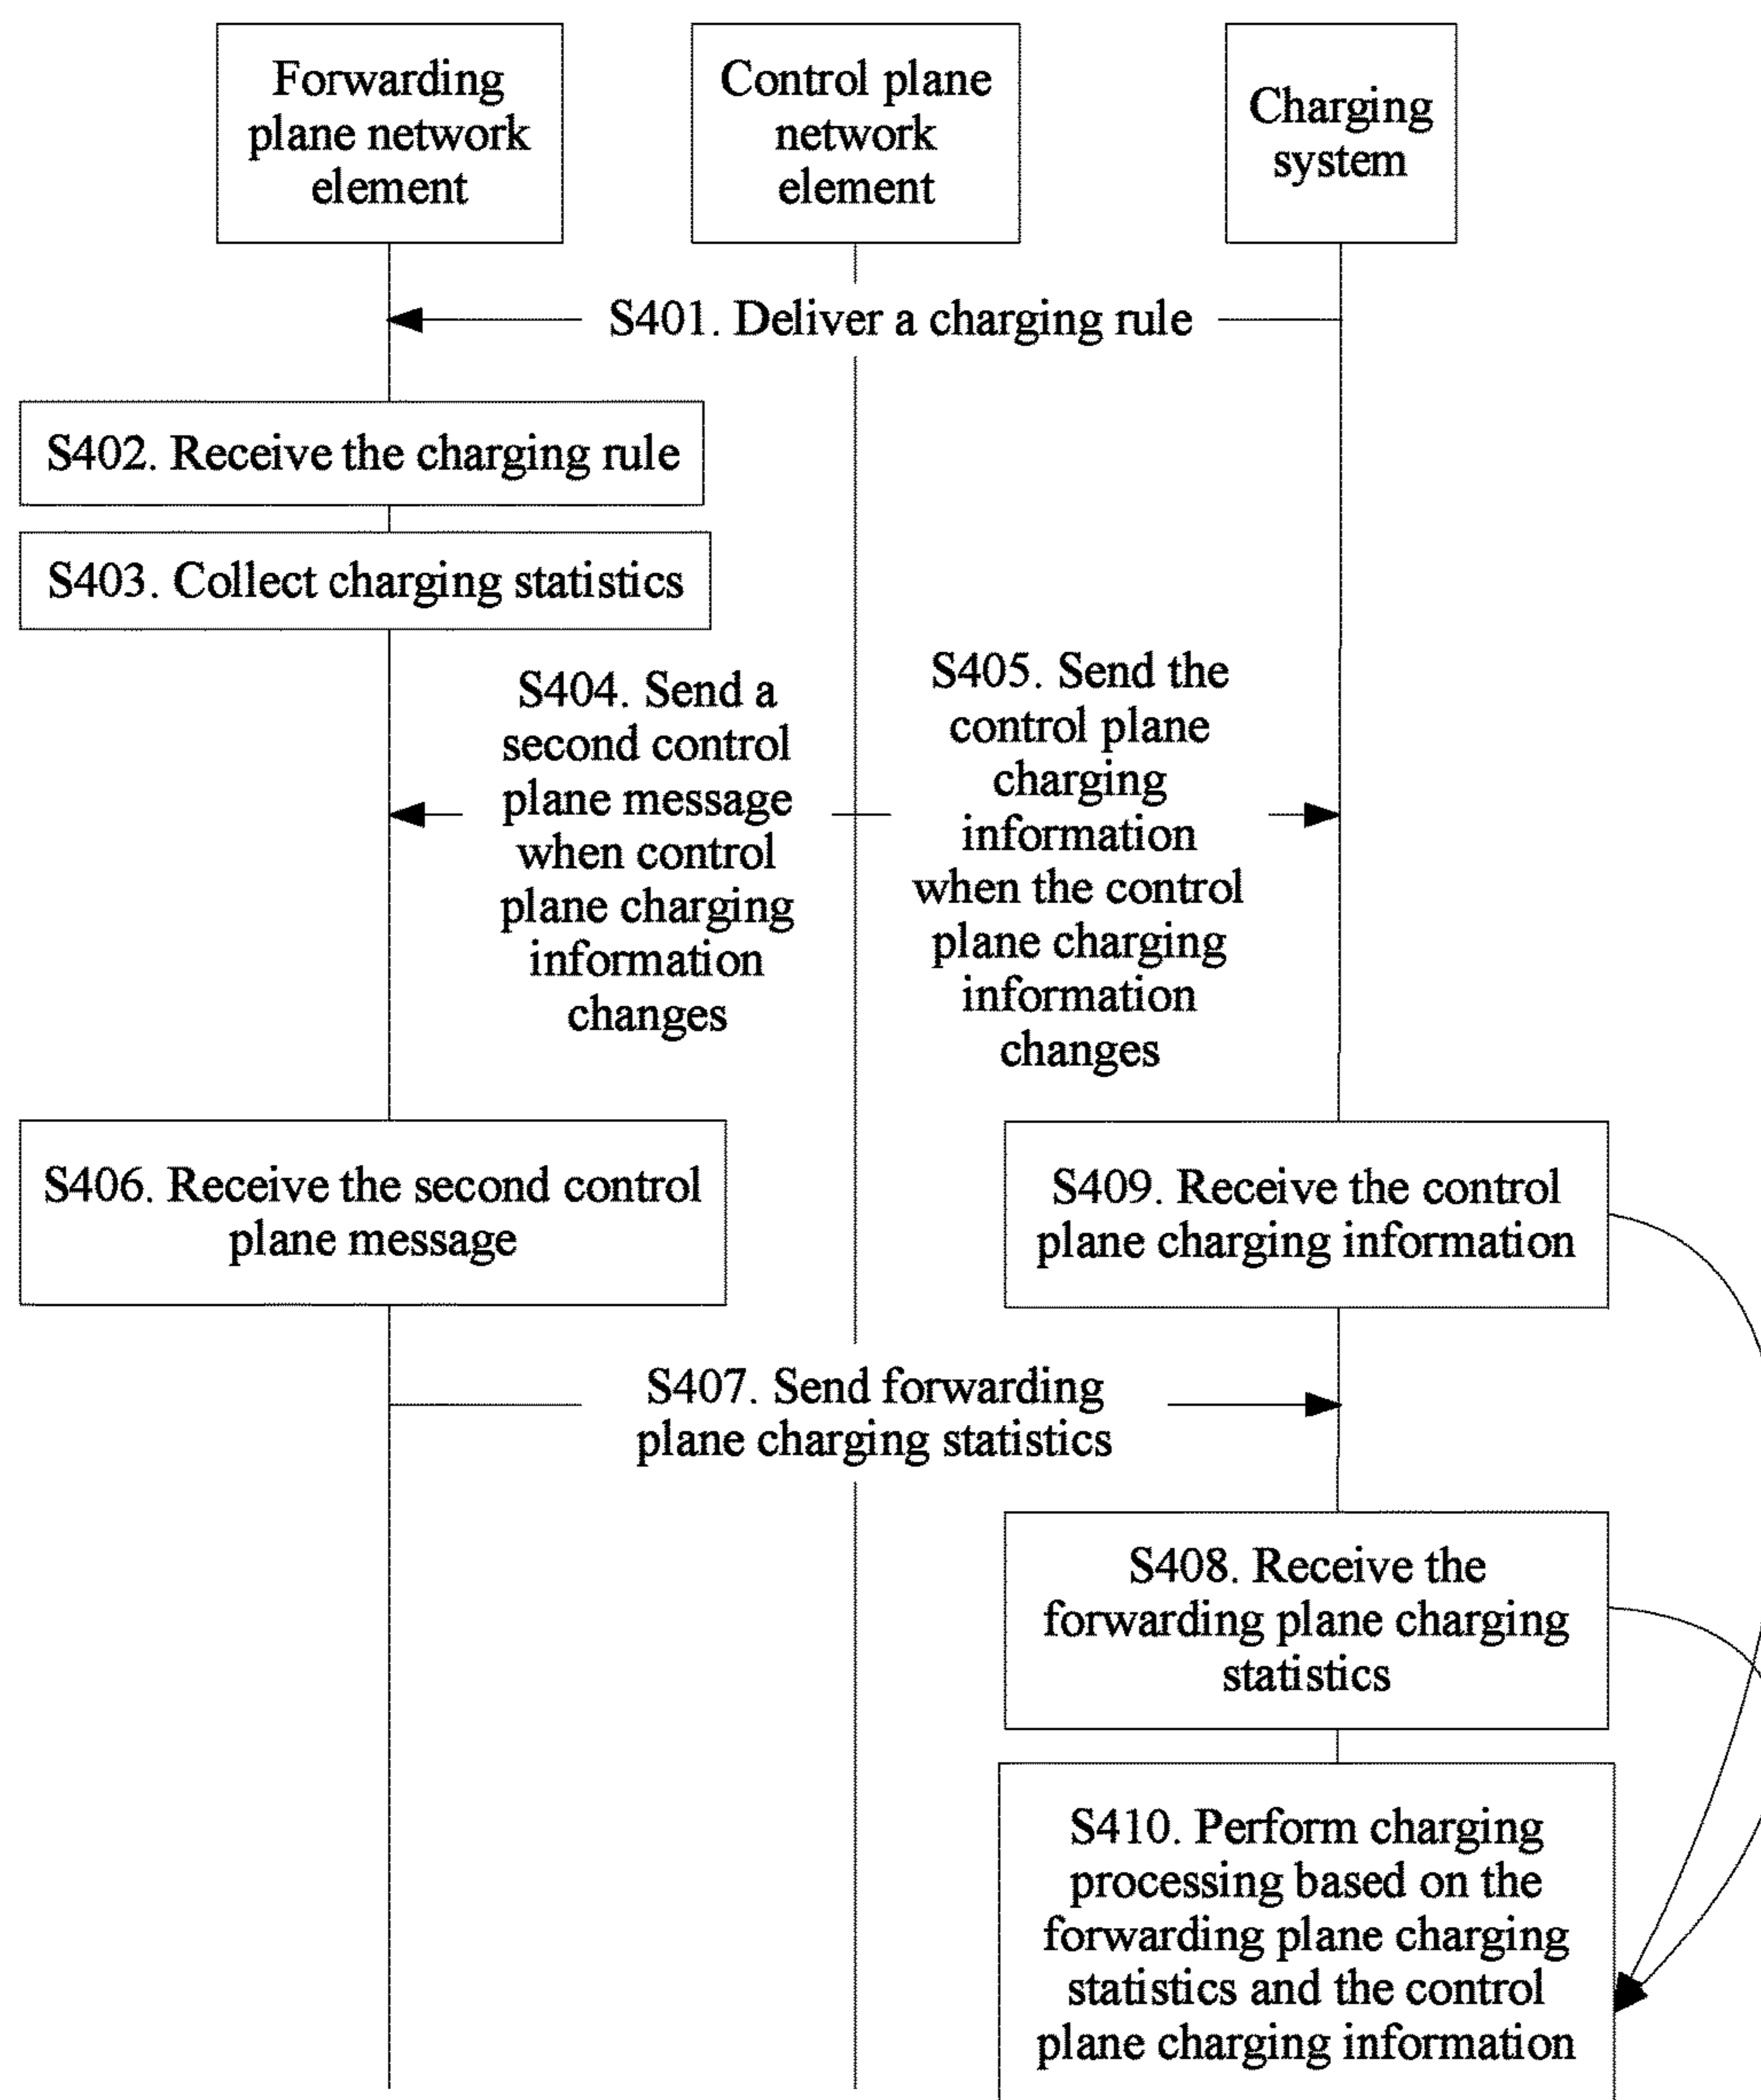 Forwarding
plane network
element
Control plane
network
element
Charging
system
S401. Deliver a charging rule
S402. Receive the charging rule
S403. Collect charging statistics
S404. Send a
second control
plane message
when control
plane charging
information
changes
S405. Send the
control plane
charging
information
when the control
plane charging
information
changes
S406. Receive the second control
plane message
S409. Receive the control
plane charging information
S407. Send forwarding
plane charging statistics
S408. Receive the
forwarding plane charging
statistics
S410. Perform charging
processing based on the
forwarding plane charging
statistics and the control
plane charging information